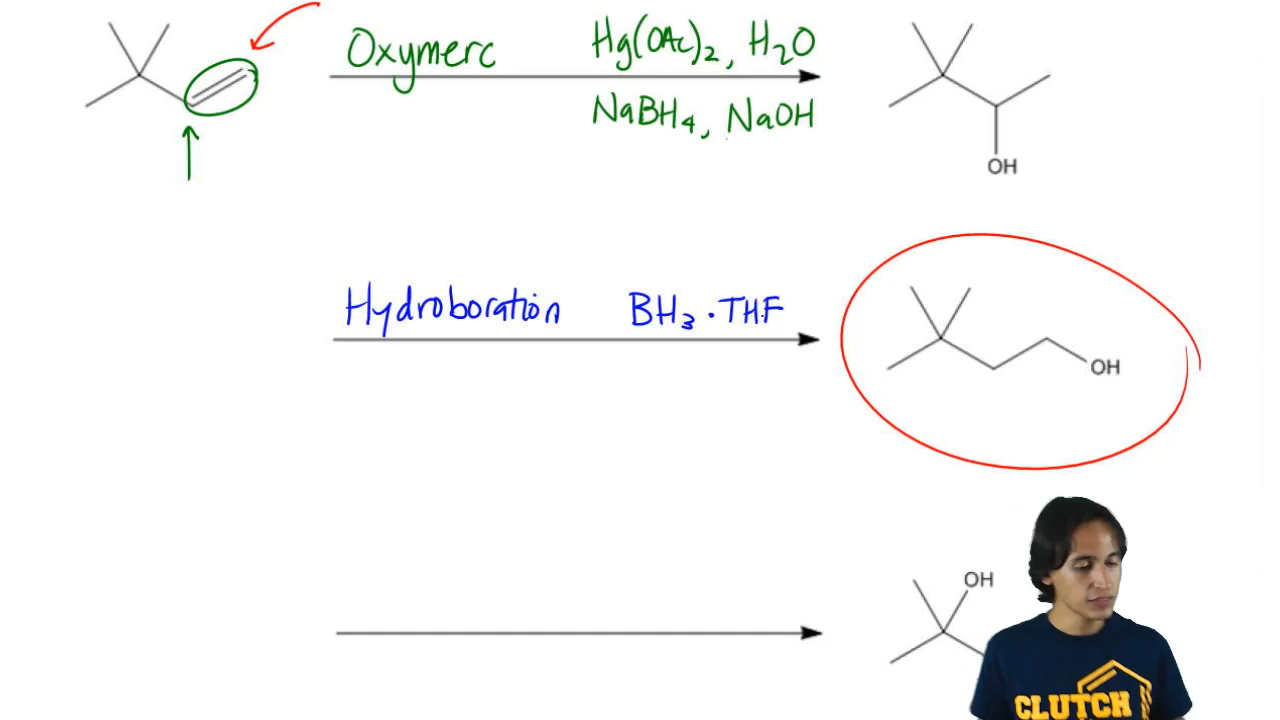 Oxymerc Hg(OAc)2, H2O
NaBH4, NaOH
OH
Hydroboration BH3·THF
OH
OH
CLUTCH